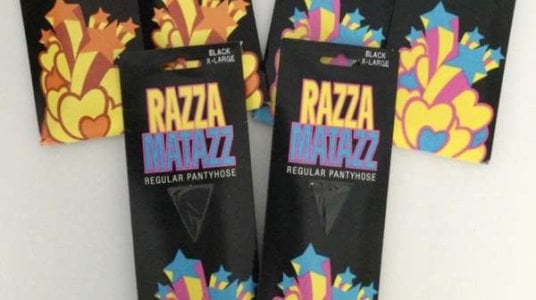 BLACK
X-LARGE
RAZZA
MATAZZ
REGULAR PANTYHOSE
BLACK
X-LARGE
RAZZA
MATAZZ
REGULAR PANTYHOSE